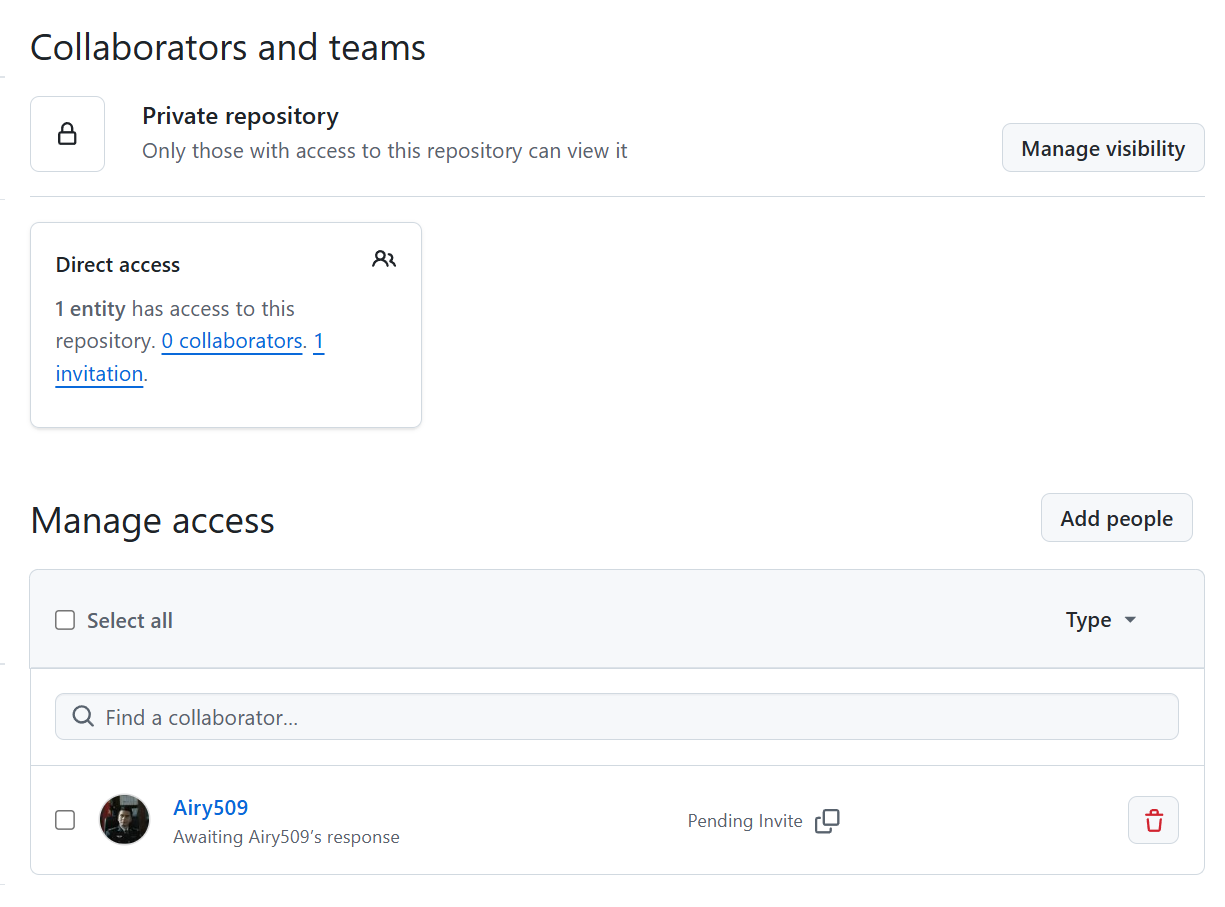 Collaborators and teams
Private repository
Only those with access to this repository can view it
Manage visibility
Direct access
1 entity has access to this
repository. 0 collaborators. 1
invitation.
Manage access
Add people
Select all
Type
Find a collaborator...
Airy509
Awaiting Airy509’s response
Pending Invite